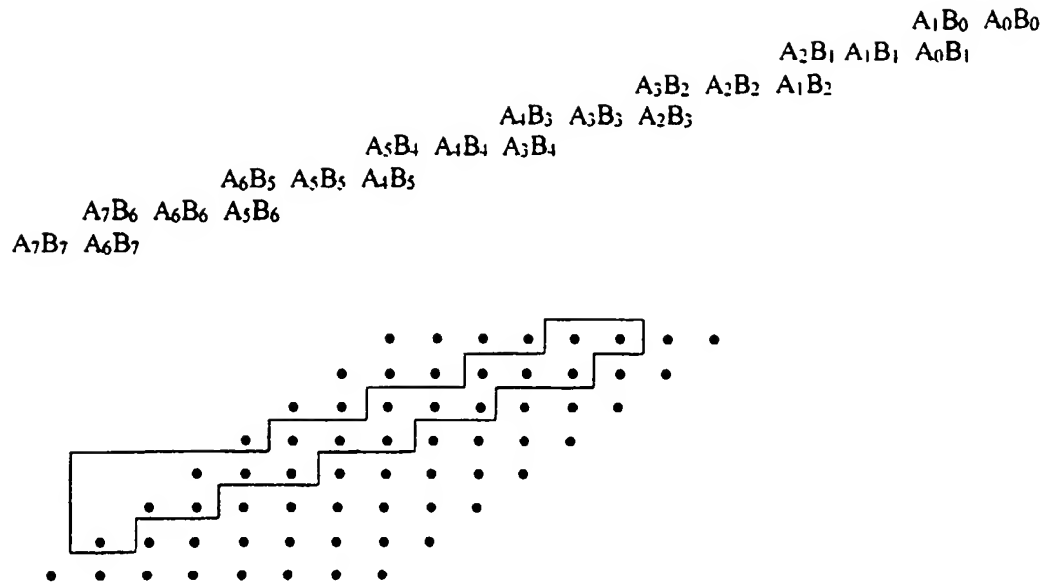 A₁B₀ A₀B₀
A₂B₁ A₁B₁ A₀B₁
A₃B₂ A₂B₂ A₁B₂
A₄B₃ A₃B₃ A₂B₃
A₅B₄ A₄B₄ A₃B₄
A₆B₅ A₅B₅ A₄B₅
A₇B₆ A₆B₆ A₅B₆
A₇B₇ A₆B₇